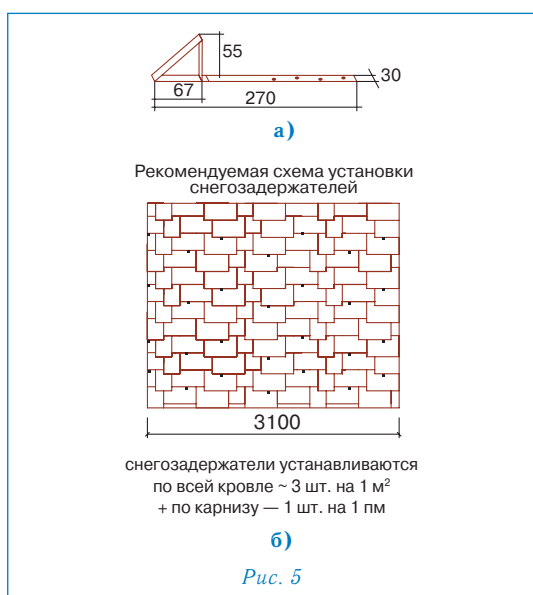 55
30
67
270
а)
Рекомендуемая схема установки
снегозадержателей
3100
снегозадержатели устанавливаются
по всей кровле ~ 3 шт. на 1 м²
+ по карнизу — 1 шт. на 1 пм
б)
Рис. 5